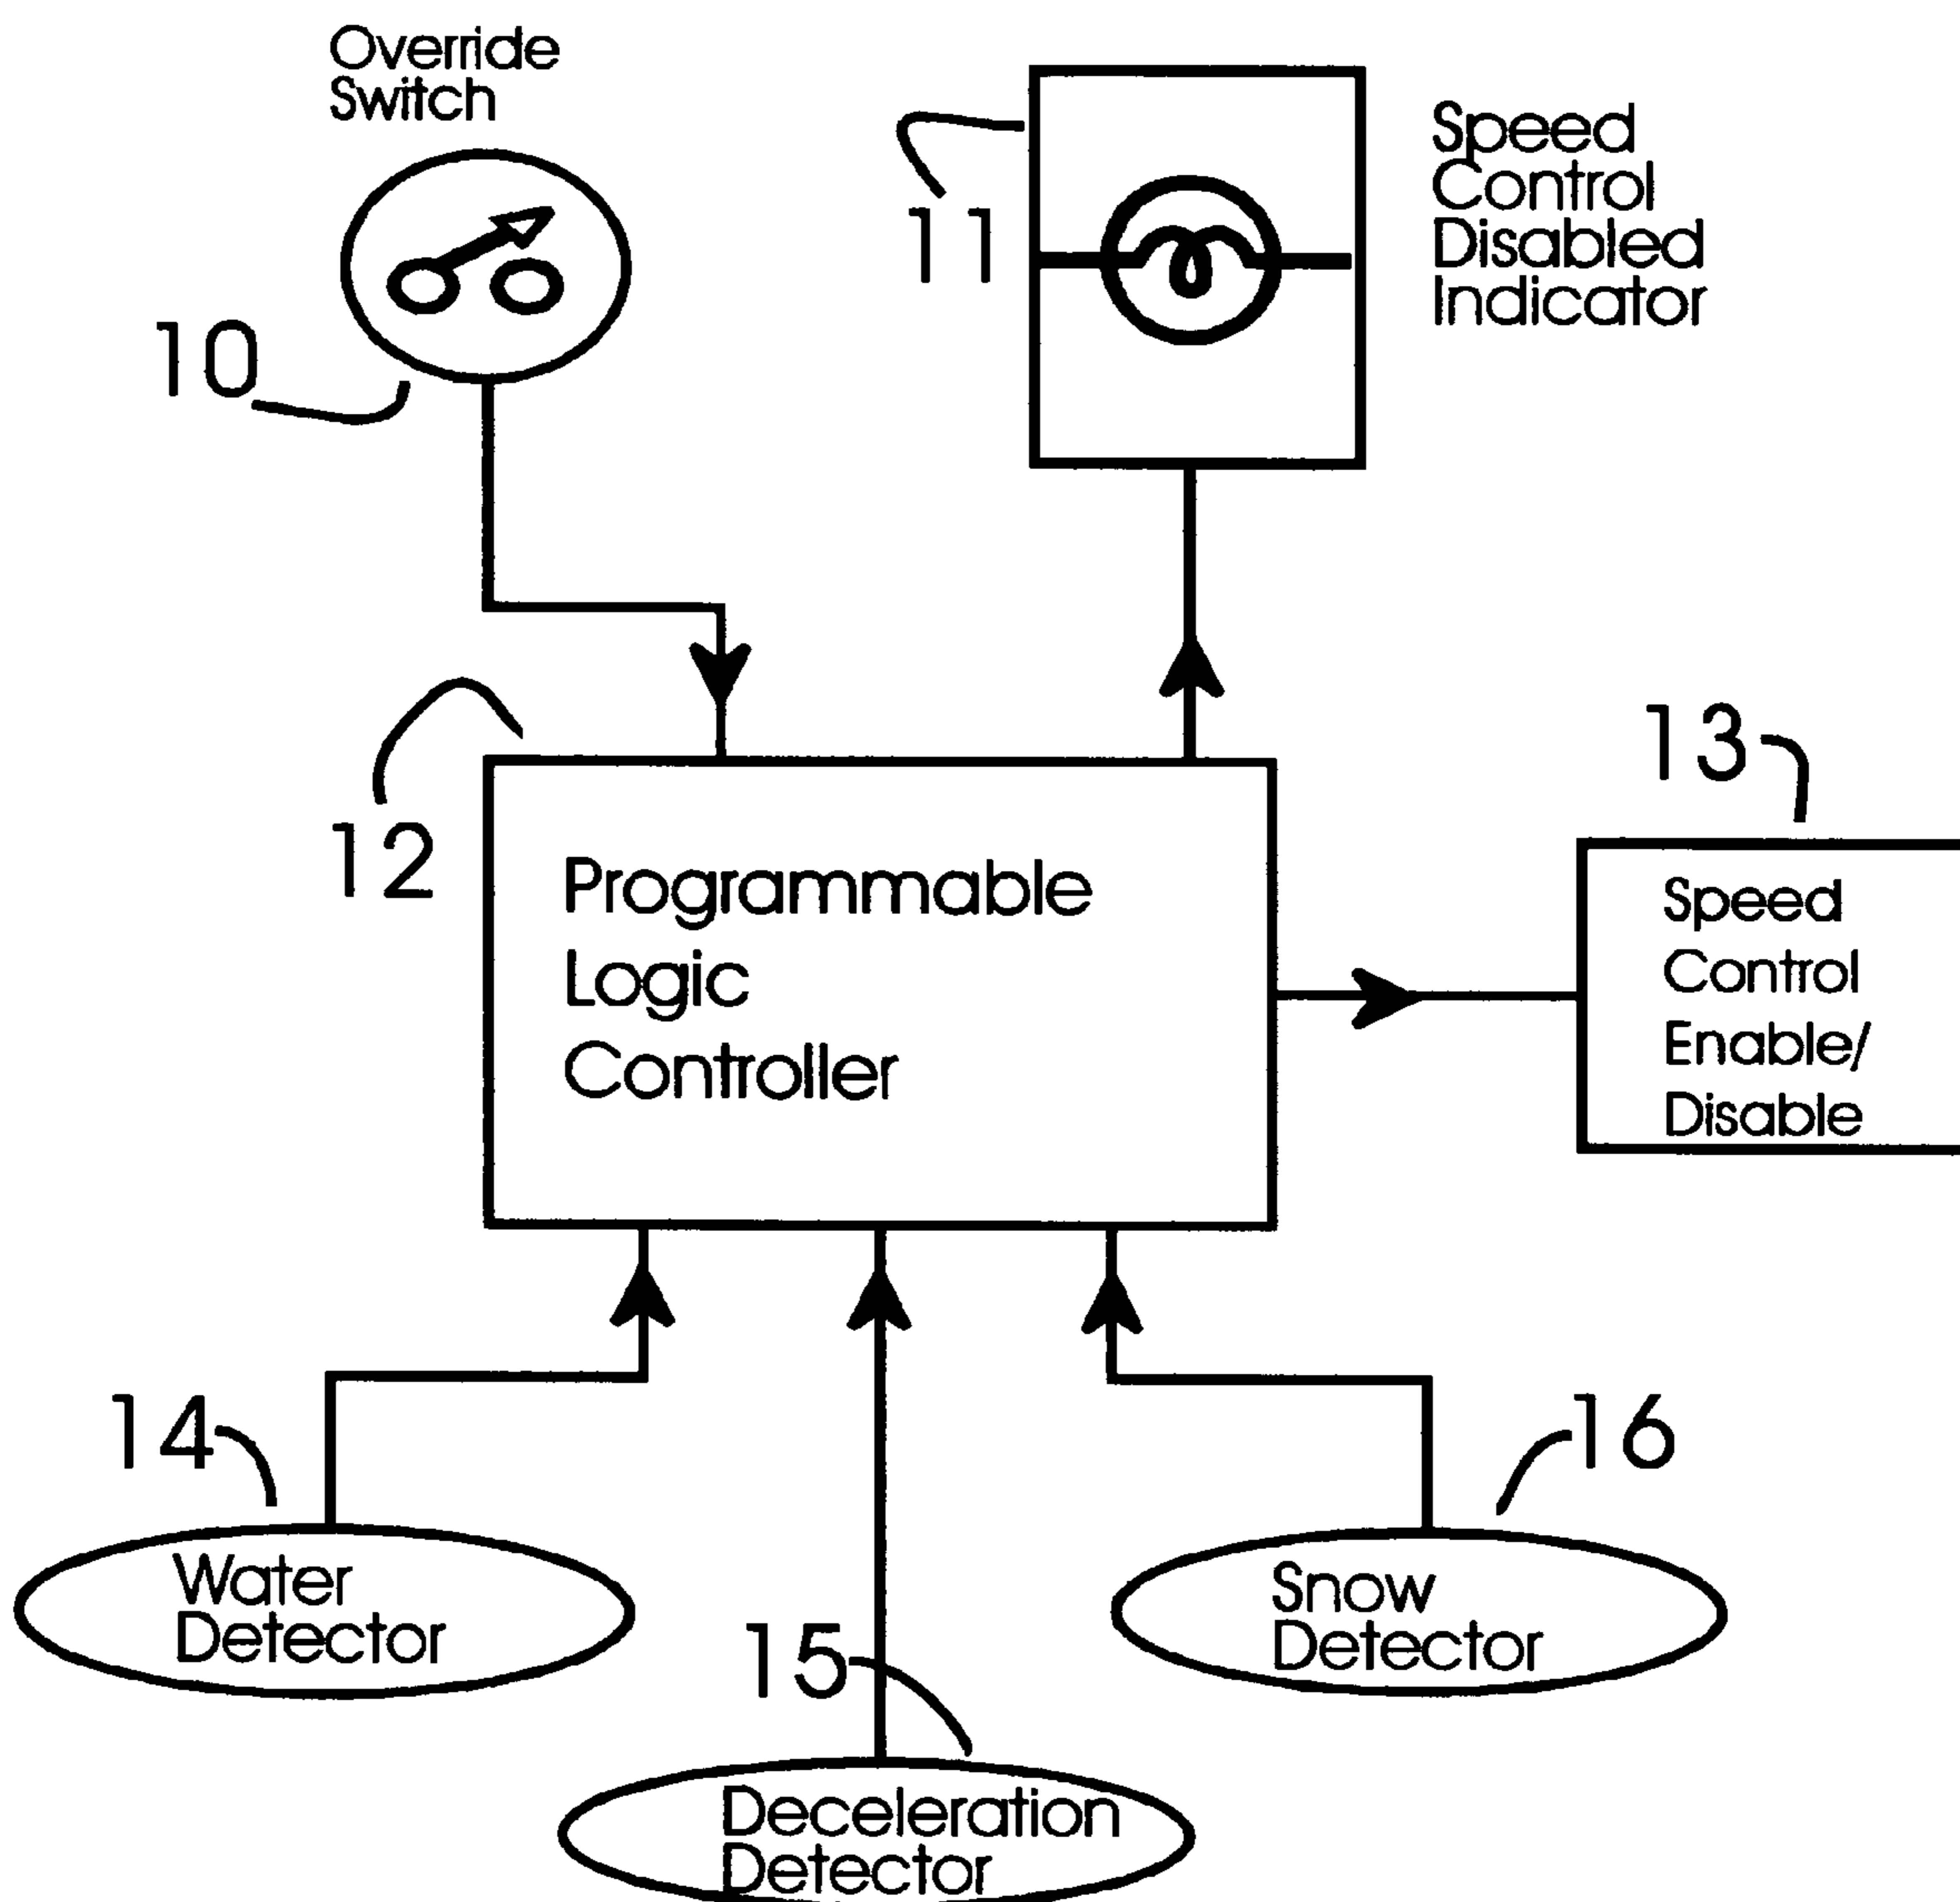 Override
Switch
10
11
Speed
Control
Disabled
Indicator
12
Programmable
Logic
Controller
13
Speed
Control
Enable/
Disable
14
Water
Detector
15
Deceleration
Detector
16
Snow
Detector